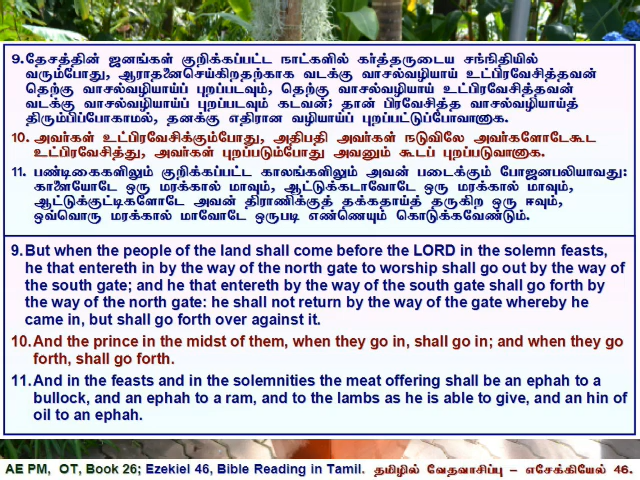 9. தேசத்தின் ஜனங்கள் குறிக்கப்பட்ட நாட்களில் கர்த்தருடைய சந்நிதியில்
வரும்போது, ஆராதனைசெய்கிறதற்காக வடக்கு வாசல்வழியாய் உட்பிரவேசித்தவன்
தெற்கு வாசல்வழியாய்ப் புறப்படவும், தெற்கு வாசல்வழியாய் உட்பிரவேசித்தவன்
வடக்கு வாசல்வழியாய்ப் புறப்படவும் கடவன்; தான் பிரவேசித்த வாசல்வழியாய்த்
திரும்பிப்போகாமல், தனக்கு எதிரான வழியாய்ப் புறப்பட்டுப்போவானாக.
10. அவர்கள் உட்பிரவேசிக்கும்போது, அதிபதி அவர்கள் நடுவிலே அவர்களோடேகூட
உட்பிரவேசித்து, அவர்கள் புறப்படும்போது அவனும் கூடப் புறப்படுவானாக.
11. பண்டிகைகளிலும் குறிக்கப்பட்ட காலங்களிலும் அவன் படைக்கும் போஜனபலியாவது:
காளையோடே ஒரு மரக்கால் மாவும், ஆட்டுக்கடாவோடே ஒரு மரக்கால் மாவும்,
ஆட்டுக்குட்டிகளோடே அவன் திராணிக்குத் தக்கதாய்த் தருகிற ஒரு ஈவும்,
ஒவ்வொரு மரக்கால் மாவோடே ஒருபடி எண்ணெயும் கொடுக்கவேண்டும்.
9. But when the people of the land shall come before the LORD in the solemn feasts,
he that entereth in by the way of the north gate to worship shall go out by the way of
the south gate; and he that entereth by the way of the south gate shall go forth by
the way of the north gate: he shall not return by the way of the gate whereby he
came in, but shall go forth over against it.
10. And the prince in the midst of them, when they go in, shall go in; and when they go
forth, shall go forth.
11. And in the feasts and in the solemnities the meat offering shall be an ephah to a
bullock, and an ephah to a ram, and to the lambs as he is able to give, and an hin of
oil to an ephah.
AE PM, OT, Book 26; Ezekiel 46, Bible Reading in Tamil. தமிழில் வேதவாசிப்பு – எசேக்கியேல் 46.